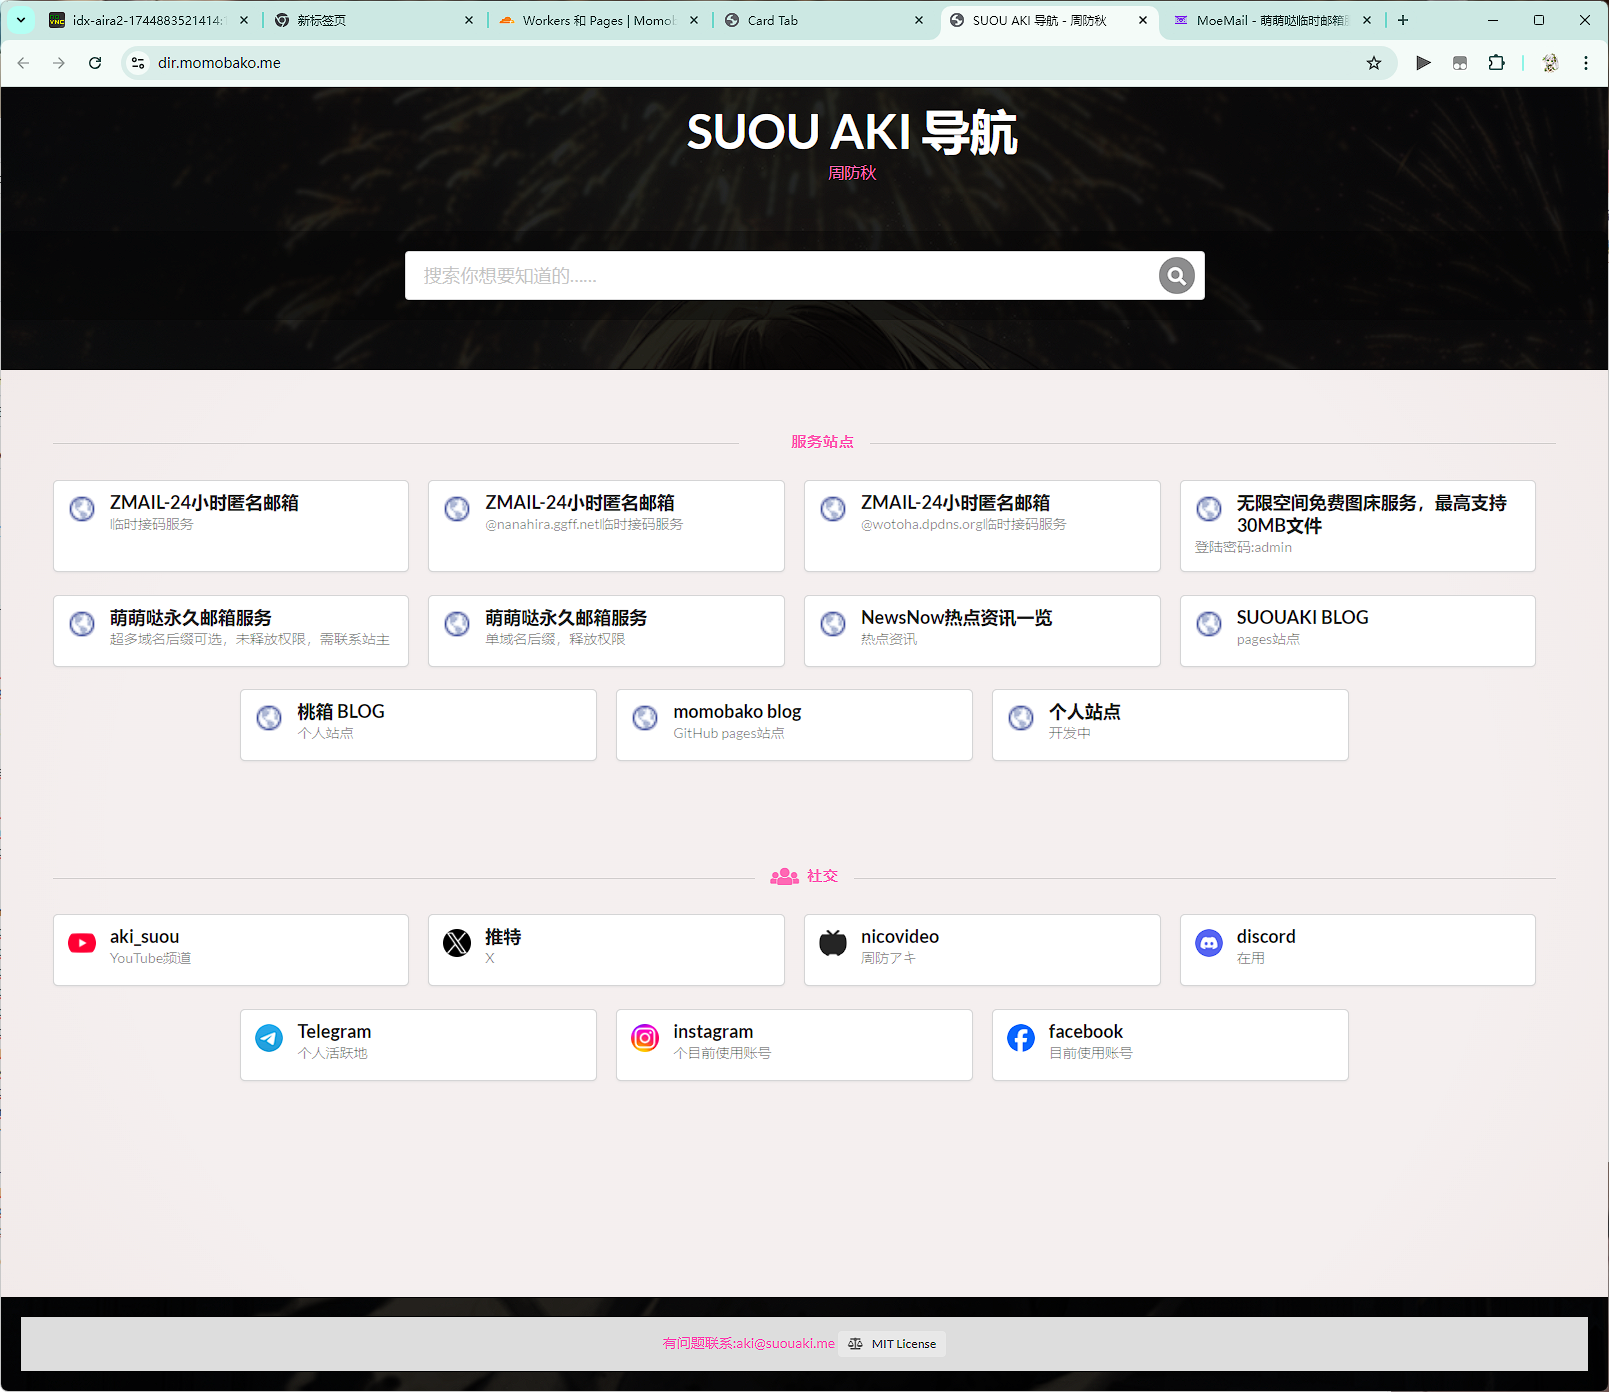 idx-aira2-1744883521414:
新标签页
Workers 和 Pages | Momob
Card Tab
SUOU AKI 导航 - 周防秋
MoeMail - 萌萌哒临时邮箱
dir.momobako.me
SUOU AKI 导航
周防秋
搜索你想要知道的......
服务站点
ZMAIL-24小时匿名邮箱
临时接码服务
ZMAIL-24小时匿名邮箱
@nanahira.ggff.net临时接码服务
ZMAIL-24小时匿名邮箱
@wotoha.dpdns.org临时接码服务
无限空间免费图床服务，最高支持
30MB文件
登陆密码:admin
萌萌哒永久邮箱服务
超多域名后缀可选，未释放权限，需联系站主
萌萌哒永久邮箱服务
单域名后缀，释放权限
NewsNow热点资讯一览
热点资讯
SUOUAKI BLOG
pages站点
桃箱 BLOG
个人站点
momobako blog
GitHub pages站点
个人站点
开发中
社交
aki_suou
YouTube频道
推特
X
nicovideo
周防アキ
discord
在用
Telegram
个人活跃地
instagram
个目前使用账号
facebook
目前使用账号
有问题联系:aki@suouaki.me
MIT License